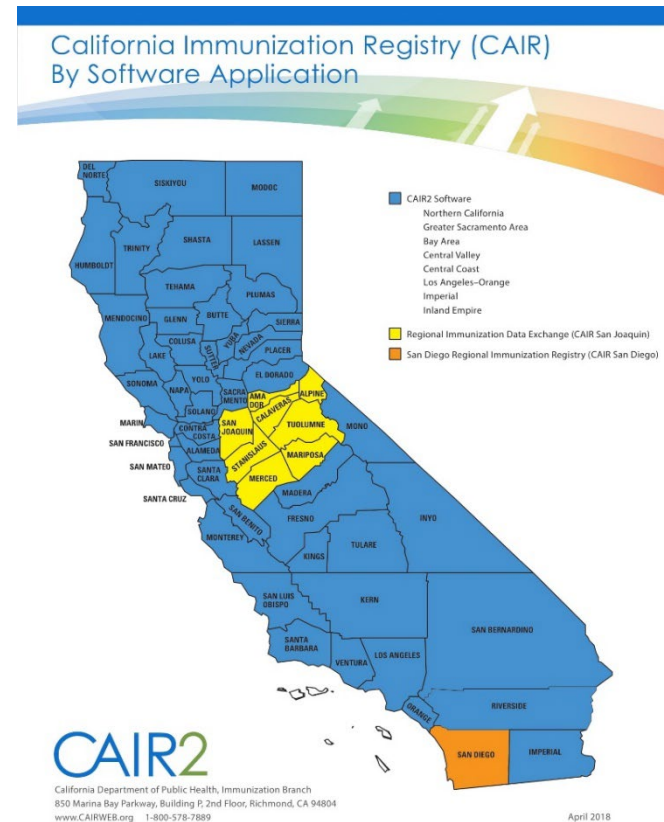 California Immunization Registry (CAIR)
By Software Application
DEL
NORTE
SISKIYOU
MODOC
HUMBOLDT
TRINITY
SHASTA
LASSEN
TEHAMA
PLUMAS
MENDOCINO
GLENN
BUTTE
SIERRA
LAKE
COLUSA
SUTTER
YUBA
NEVADA
PLACER
SONOMA
NAPA
YOLO
SACRA
MENTO
EL DORADO
SOLANO
AMA
DOR
ALPINE
MARIN
CONTRA
COSTA
SAN
JOAQUIN
CALAVERAS
TUOLUMNE
MONO
SAN FRANCISCO
ALAMEDA
STANISLAUS
MARIPOSA
SAN MATEO
SANTA
CLARA
MERCED
SANTA CRUZ
MADERA
SAN BENITO
FRESNO
INYO
MONTEREY
KINGS
TULARE
SAN LUIS
OBISPO
KERN
SAN BERNARDINO
SANTA
BARBARA
VENTURA
LOS ANGELES
ORANGE
RIVERSIDE
SAN DIEGO
IMPERIAL
CAIR2 Software
Northern California
Greater Sacramento Area
Bay Area
Central Valley
Central Coast
Los Angeles–Orange
Imperial
Inland Empire
Regional Immunization Data Exchange (CAIR San Joaquin)
San Diego Regional Immunization Registry (CAIR San Diego)
CAIR2
California Department of Public Health, Immunization Branch
850 Marina Bay Parkway, Building P, 2nd Floor, Richmond, CA 94804
www.CAIRWEB.org 1-800-578-7889
April 2018